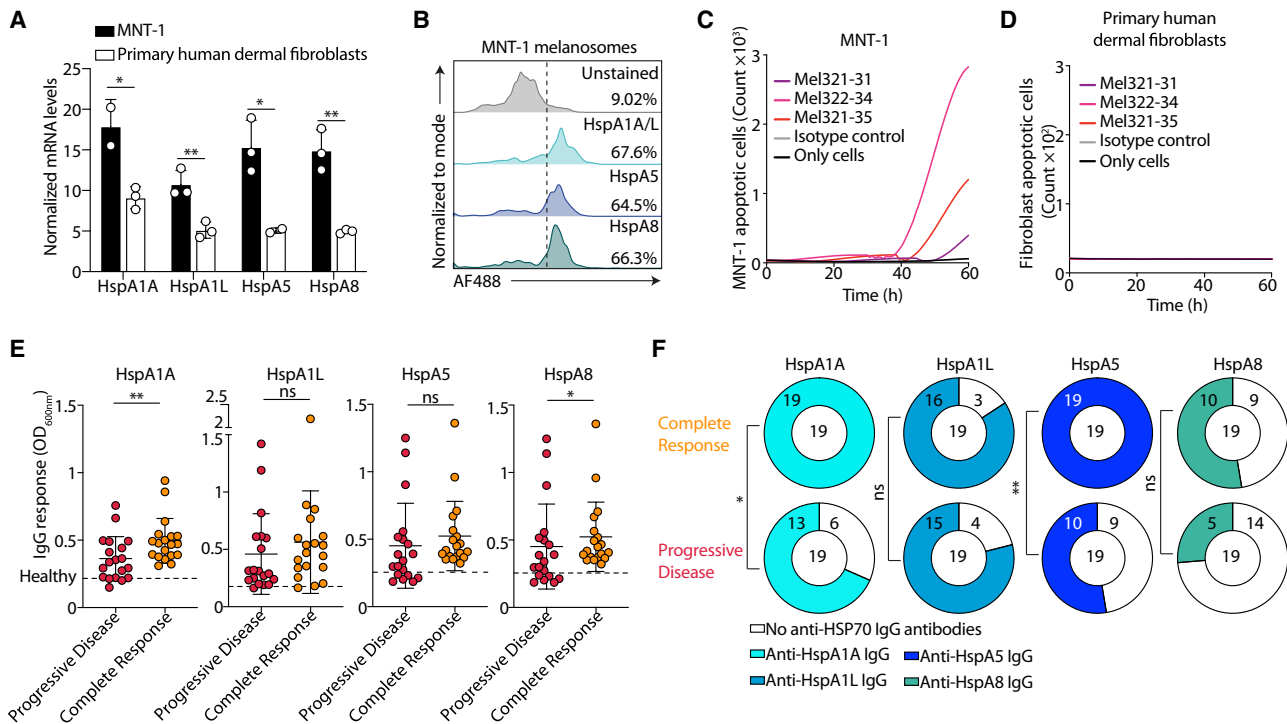 A
MNT-1
Primary human dermal fibroblasts
Normalized mRNA levels
25
20
15
10
5
0
*
**
*
**
HspA1A
HspA1L
HspA5
HspA8
B
MNT-1 melanosomes
Normalized to mode
Unstained
9.02%
HspA1A/L
67.6%
HspA5
64.5%
HspA8
66.3%
AF488
C
MNT-1
MNT-1 apoptotic cells (Count ×10³)
3
2
1
0
Mel321-31
Mel322-34
Mel321-35
Isotype control
Only cells
0 20 40 60
Time (h)
D
Primary human
dermal fibroblasts
Fibroblast apoptotic cells
(Count ×10²)
3
2
1
0
Mel321-31
Mel322-34
Mel321-35
Isotype control
Only cells
0 20 40 60
Time (h)
E
IgG response (OD600nm)
Healthy
HspA1A
**
1.5
1
0.5
0
Progressive Disease
Complete Response
HspA1L
ns
2.5
2
1.5
1
0.5
0
Progressive Disease
Complete Response
HspA5
ns
1.5
1
0.5
0
Progressive Disease
Complete Response
HspA8
*
1.5
1
0.5
0
Progressive Disease
Complete Response
F
HspA1A
HspA1L
HspA5
HspA8
Complete
Response
19
19
16
3
19
19
19
10
9
19
*
ns
**
ns
Progressive
Disease
13
6
19
15
4
19
10
9
19
5
14
19
No anti-HSP70 IgG antibodies
Anti-HspA1A IgG
Anti-HspA5 IgG
Anti-HspA1L IgG
Anti-HspA8 IgG